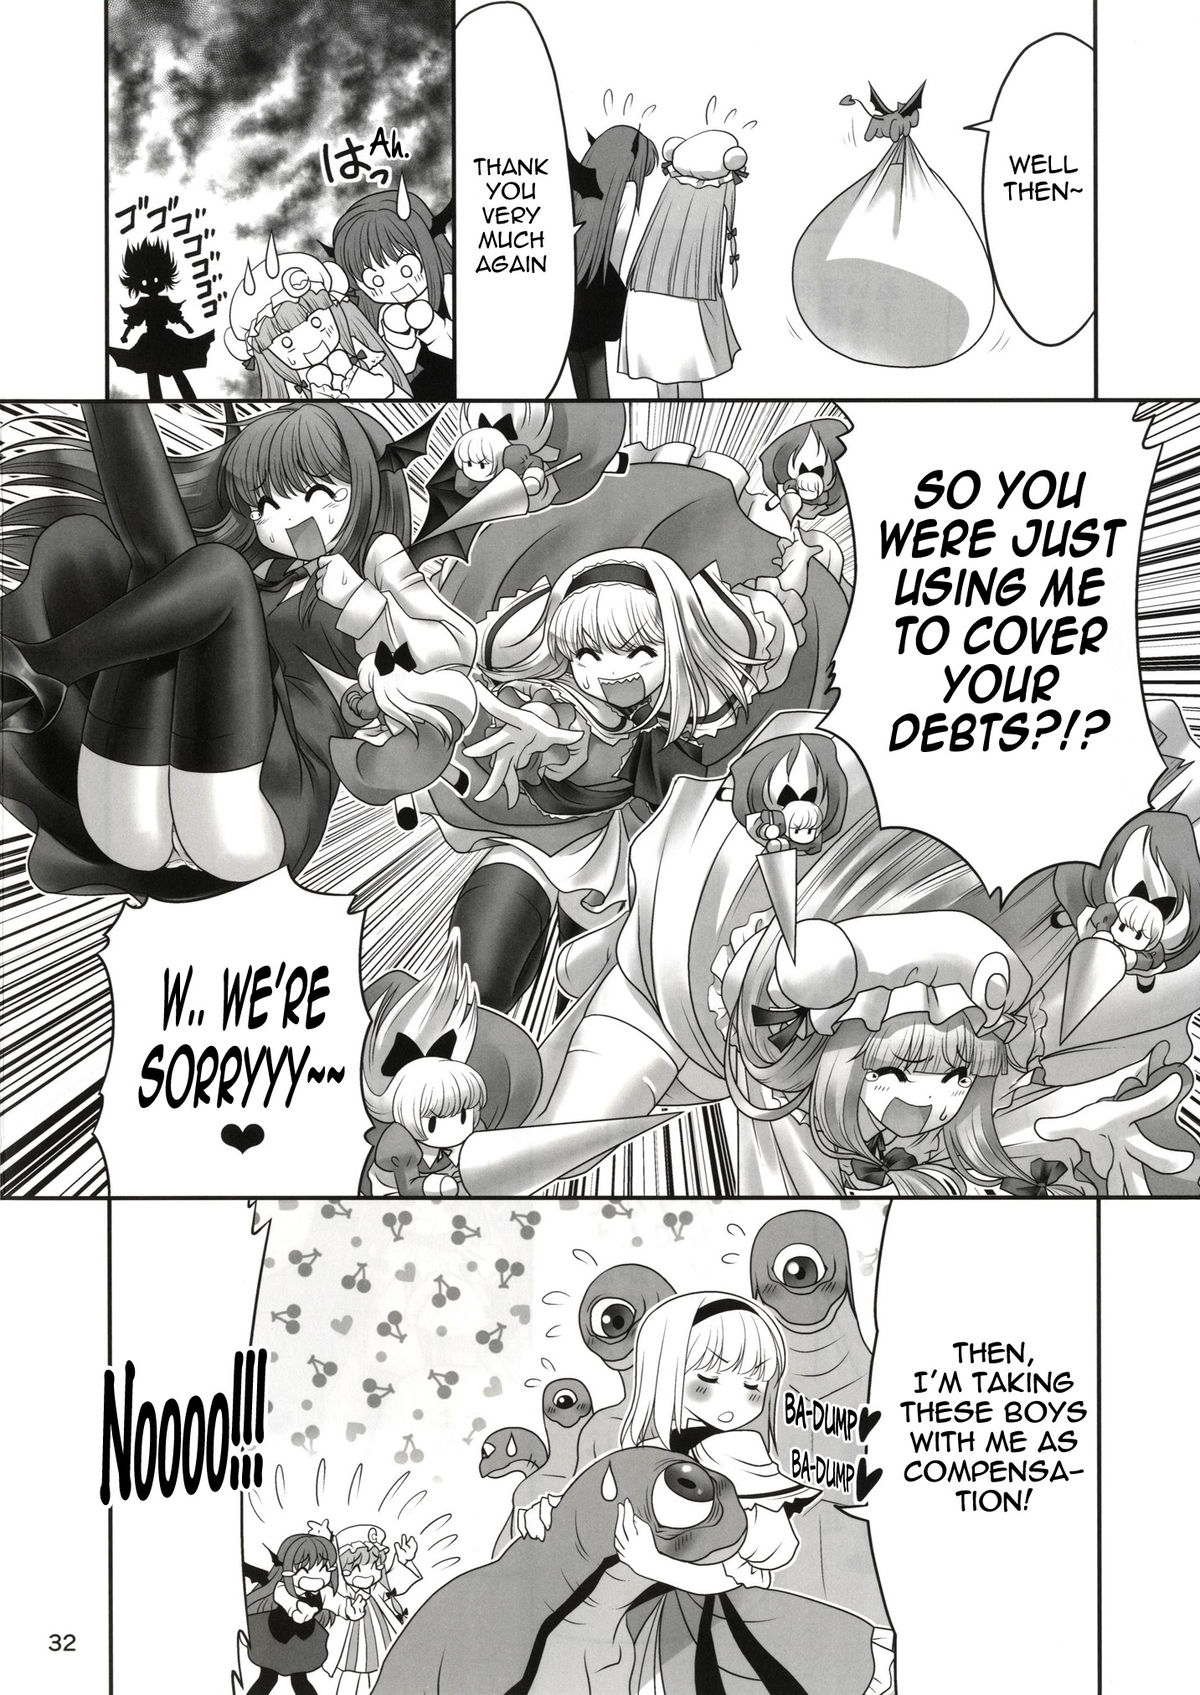 WELL
THEN~
THANK
YOU
VERY
MUCH
AGAIN
Ah.
はっ
ゴゴゴゴゴゴゴ
SO YOU
WERE JUST
USING ME
TO COVER
YOUR
DEBTS?!?
W.. WE'RE
SORRYYY~~
❤
THEN,
I'M TAKING
THESE BOYS
WITH ME AS
COMPENSA-
TION!
BA-DUMP ♥
BA-DUMP ♥
NOOOO!!!
32